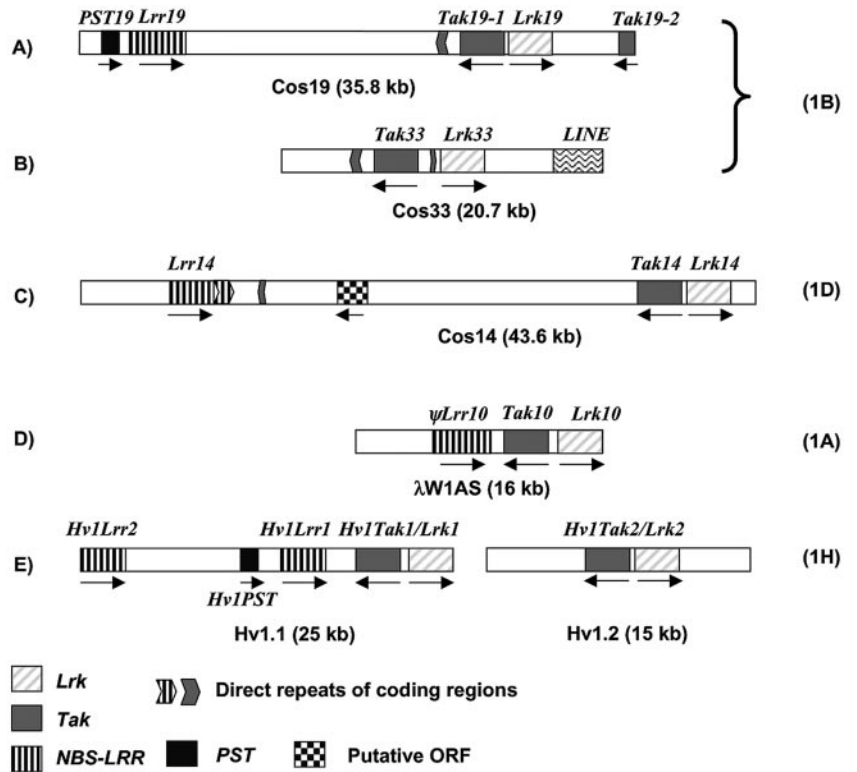 PST19 Lrr19 Tak19-1 Lrk19 Tak19-2
A)
Cos19 (35.8 kb)
(1B)
Tak33 Lrk33 LINE
B)
Cos33 (20.7 kb)
Lrr14 Tak14 Lrk14
C) (1D)
Cos14 (43.6 kb)
ψLrr10 Tak10 Lrk10
D) (1A)
λW1AS (16 kb)
Hv1Lrr2 Hv1Lrr1 Hv1Tak1/Lrk1 Hv1Tak2/Lrk2
E) (1H)
Hv1PST
Hv1.1 (25 kb) Hv1.2 (15 kb)
Lrk Direct repeats of coding regions
Tak
NBS-LRR PST Putative ORF